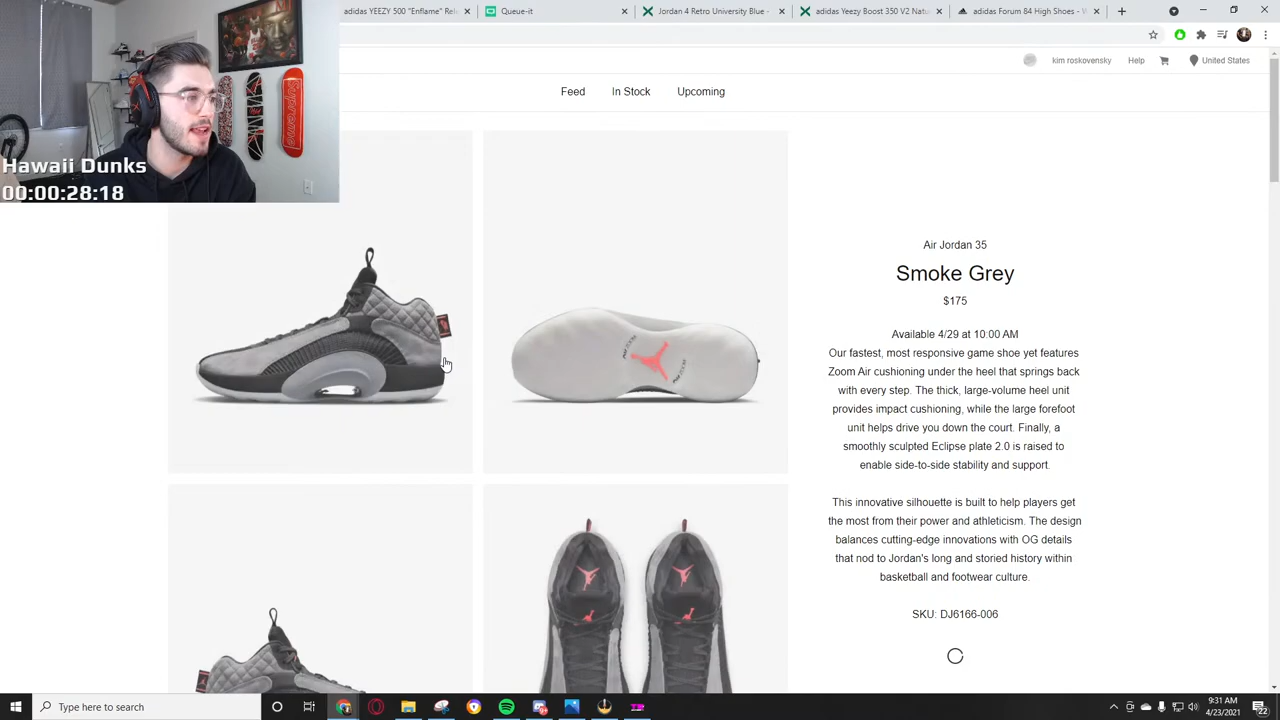 adidas YEEZY 500 "Enflame" Rel
Queue-it
Jordan 4 Retro University Blue -
adidas Yeezy Boost 350 V2 Natu
adidas Forum 84 High Shoes - W
kim roskovensky
Help
United States
Feed
In Stock
Upcoming
Supreme
Hawaii Dunks
00:00:28:18
Air Jordan 35
Smoke Grey
$175
Available 4/29 at 10:00 AM
Our fastest, most responsive game shoe yet features
Zoom Air cushioning under the heel that springs back
with every step. The thick, large-volume heel unit
provides impact cushioning, while the large forefoot
unit helps drive you down the court. Finally, a
smoothly sculpted Eclipse plate 2.0 is raised to
enable side-to-side stability and support.
This innovative silhouette is built to help players get
the most from their power and athleticism. The design
balances cutting-edge innovations with OG details
that nod to Jordan's long and storied history within
basketball and footwear culture.
SKU: DJ6166-006
Type here to search
9:31 AM
4/23/2021
22